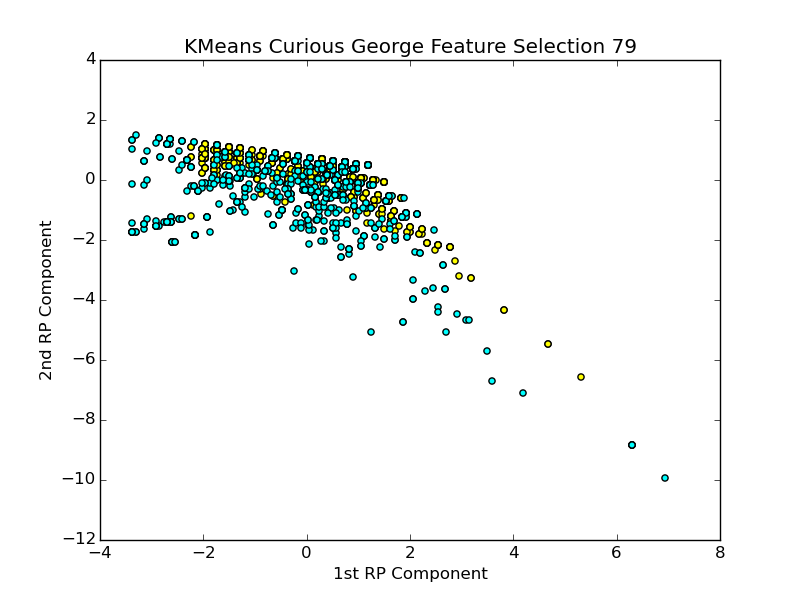 KMeans Curious George Feature Selection 79
4
2
0
−2
−4
−6
−8
−10
−12
2nd RP Component
−4 −2 0 2 4 6 8
1st RP Component